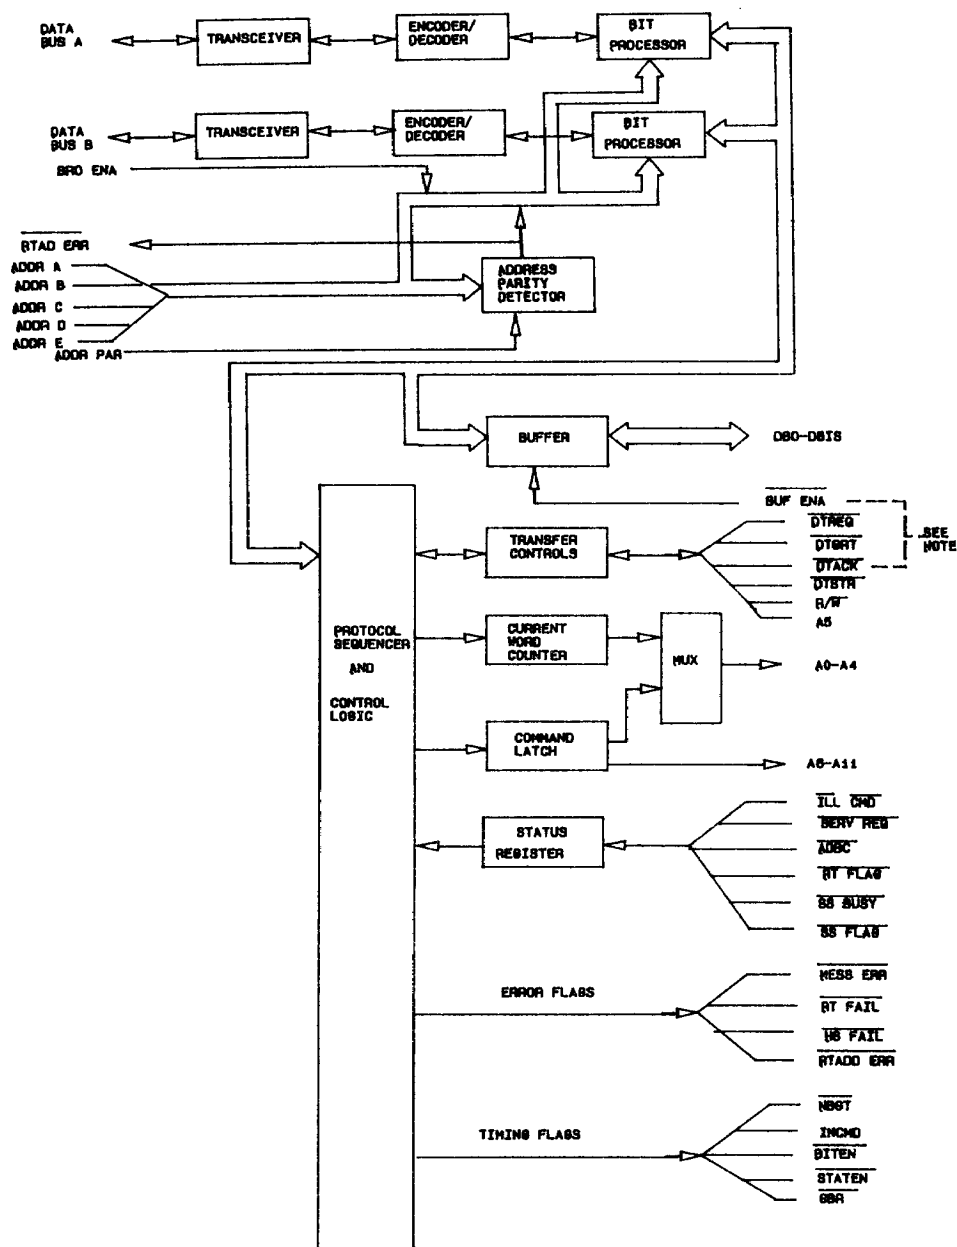 DATA
BUS A
TRANSCEIVER
ENCODER/
DECODER
BIT
PROCESSOR
DATA
BUS B
TRANSCEIVER
ENCODER/
DECODER
BIT
PROCESSOR
BRO ENA
RTAD ERR
ADDR A
ADDR B
ADDR C
ADDR D
ADDR E
ADDR PAR
ADDRESS
PARITY
DETECTOR
BUFFER
DB0-DB15
BUF ENA
SEE
NOTE
TRANSFER
CONTROLS
DTREQ
DTGRT
DTACK
DTSTR
R/W
A5
PROTOCOL
SEQUENCER
AND
CONTROL
LOGIC
CURRENT
WORD
COUNTER
MUX
A0-A4
COMMAND
LATCH
A6-A11
STATUS
REGISTER
ILL CMD
SERV REQ
ADBC
RT FLAG
SS BUSY
SS FLAG
ERROR FLAGS
MESS ERR
RT FAIL
HS FAIL
RTADD ERR
TIMING FLAGS
NBGT
INCMD
BITEN
STATEN
GBR